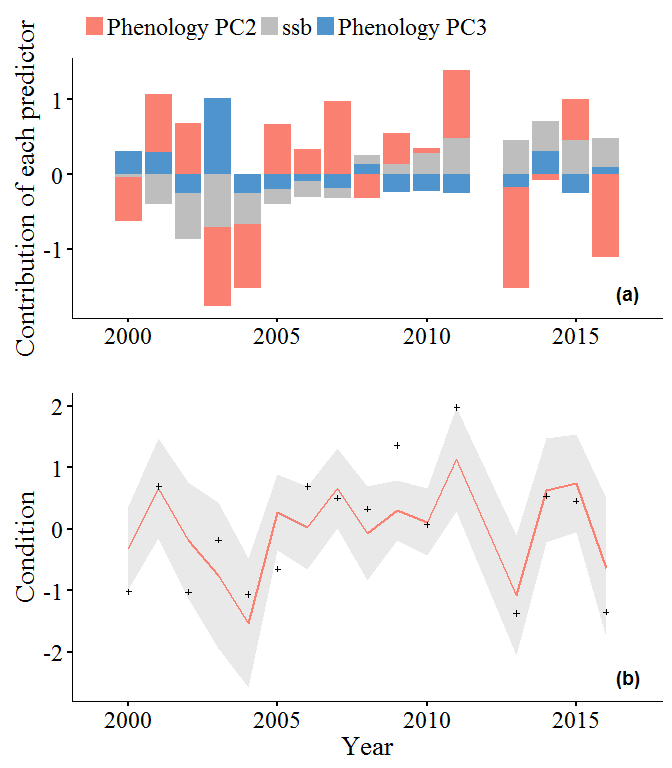 Phenology PC2 ssb Phenology PC3
Contribution of each predictor
1
0
-1
(a)
2000 2005 2010 2015
Condition
2
1
0
-1
-2
(b)
2000 2005 2010 2015
Year